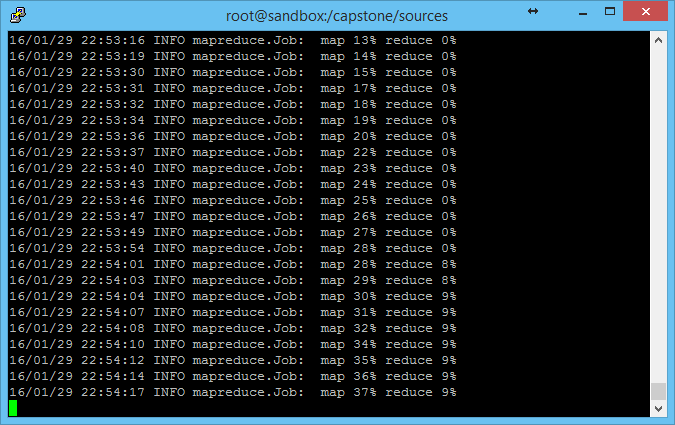 root@sandbox:/capstone/sources
16/01/29 22:53:16 INFO mapreduce.Job:  map 13% reduce 0%
16/01/29 22:53:19 INFO mapreduce.Job:  map 14% reduce 0%
16/01/29 22:53:30 INFO mapreduce.Job:  map 15% reduce 0%
16/01/29 22:53:31 INFO mapreduce.Job:  map 17% reduce 0%
16/01/29 22:53:32 INFO mapreduce.Job:  map 18% reduce 0%
16/01/29 22:53:34 INFO mapreduce.Job:  map 19% reduce 0%
16/01/29 22:53:36 INFO mapreduce.Job:  map 20% reduce 0%
16/01/29 22:53:37 INFO mapreduce.Job:  map 22% reduce 0%
16/01/29 22:53:40 INFO mapreduce.Job:  map 23% reduce 0%
16/01/29 22:53:43 INFO mapreduce.Job:  map 24% reduce 0%
16/01/29 22:53:46 INFO mapreduce.Job:  map 25% reduce 0%
16/01/29 22:53:47 INFO mapreduce.Job:  map 26% reduce 0%
16/01/29 22:53:49 INFO mapreduce.Job:  map 27% reduce 0%
16/01/29 22:53:54 INFO mapreduce.Job:  map 28% reduce 0%
16/01/29 22:54:01 INFO mapreduce.Job:  map 28% reduce 8%
16/01/29 22:54:03 INFO mapreduce.Job:  map 29% reduce 8%
16/01/29 22:54:04 INFO mapreduce.Job:  map 30% reduce 9%
16/01/29 22:54:07 INFO mapreduce.Job:  map 31% reduce 9%
16/01/29 22:54:08 INFO mapreduce.Job:  map 32% reduce 9%
16/01/29 22:54:10 INFO mapreduce.Job:  map 34% reduce 9%
16/01/29 22:54:12 INFO mapreduce.Job:  map 35% reduce 9%
16/01/29 22:54:14 INFO mapreduce.Job:  map 36% reduce 9%
16/01/29 22:54:17 INFO mapreduce.Job:  map 37% reduce 9%